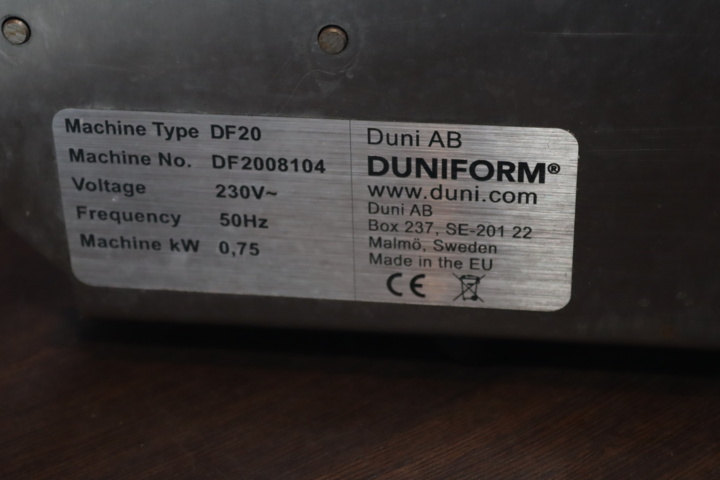 Machine Type DF20
Machine No. DF2008104
Voltage 230V~
Frequency 50Hz
Machine kW 0,75
Duni AB
DUNIFORM®
www.duni.com
Duni AB
Box 237, SE-201 22
Malmö, Sweden
Made in the EU
CE